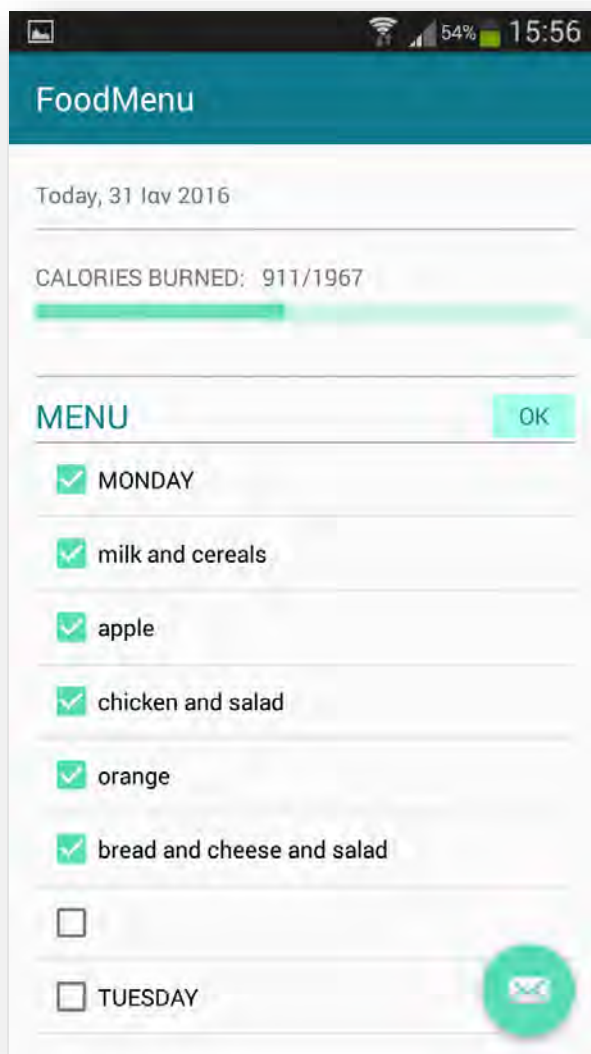 54% 15:56
FoodMenu
Today, 31 Ιαν 2016
CALORIES BURNED: 911/1967
MENU OK
MONDAY
milk and cereals
apple
chicken and salad
orange
bread and cheese and salad
TUESDAY